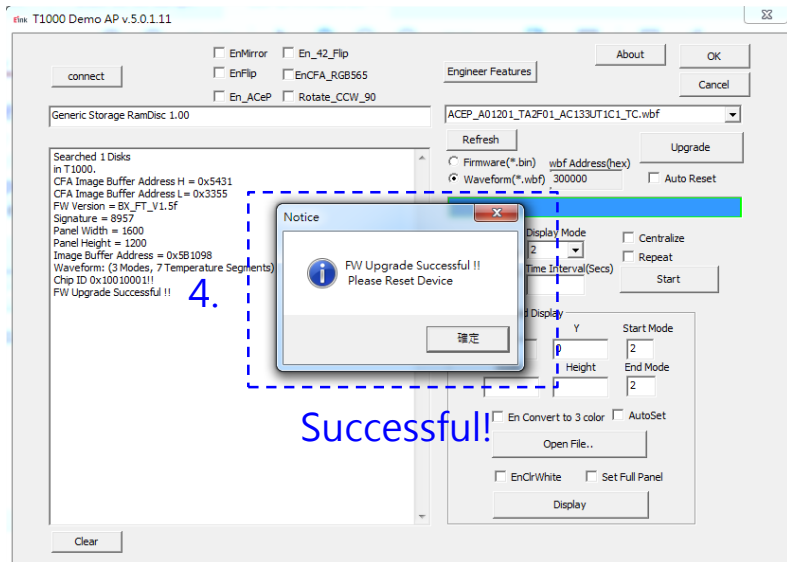 Eink T1000 Demo AP v.5.0.1.11
EnMirror
En_42_Flip
About
OK
connect
EnFlip
EnCFA_RGB565
Engineer Features
Cancel
En_ACeP
Rotate_CCW_90
Generic Storage RamDisc 1.00
ACEP_A01201_TA2F01_AC133UT1C1_TC.wbf
Refresh
Upgrade
Firmware(*.bin)
wbf Address(hex)
Waveform(*.wbf)
300000
Auto Reset
Searched 1 Disks
in T1000.
CFA Image Buffer Address H = 0x5431
CFA Image Buffer Address L = 0x3355
FW Version = BX_FT_V1.5f
Signature = 8957
Panel Width = 1600
Panel Height = 1200
Image Buffer Address = 0x5B1098
Waveform: (3 Modes, 7 Temperature Segments)
Chip ID 0x10010001!!
FW Upgrade Successful !!
4.
Notice
FW Upgrade Successful !!
Please Reset Device
確定
Successful!
Display Mode
2
Centralize
Repeat
Time Interval(Secs)
Start
Display
Y
Start Mode
0
2
Height
End Mode
2
En Convert to 3 color
AutoSet
Open File..
EnClrWhite
Set Full Panel
Display
Clear